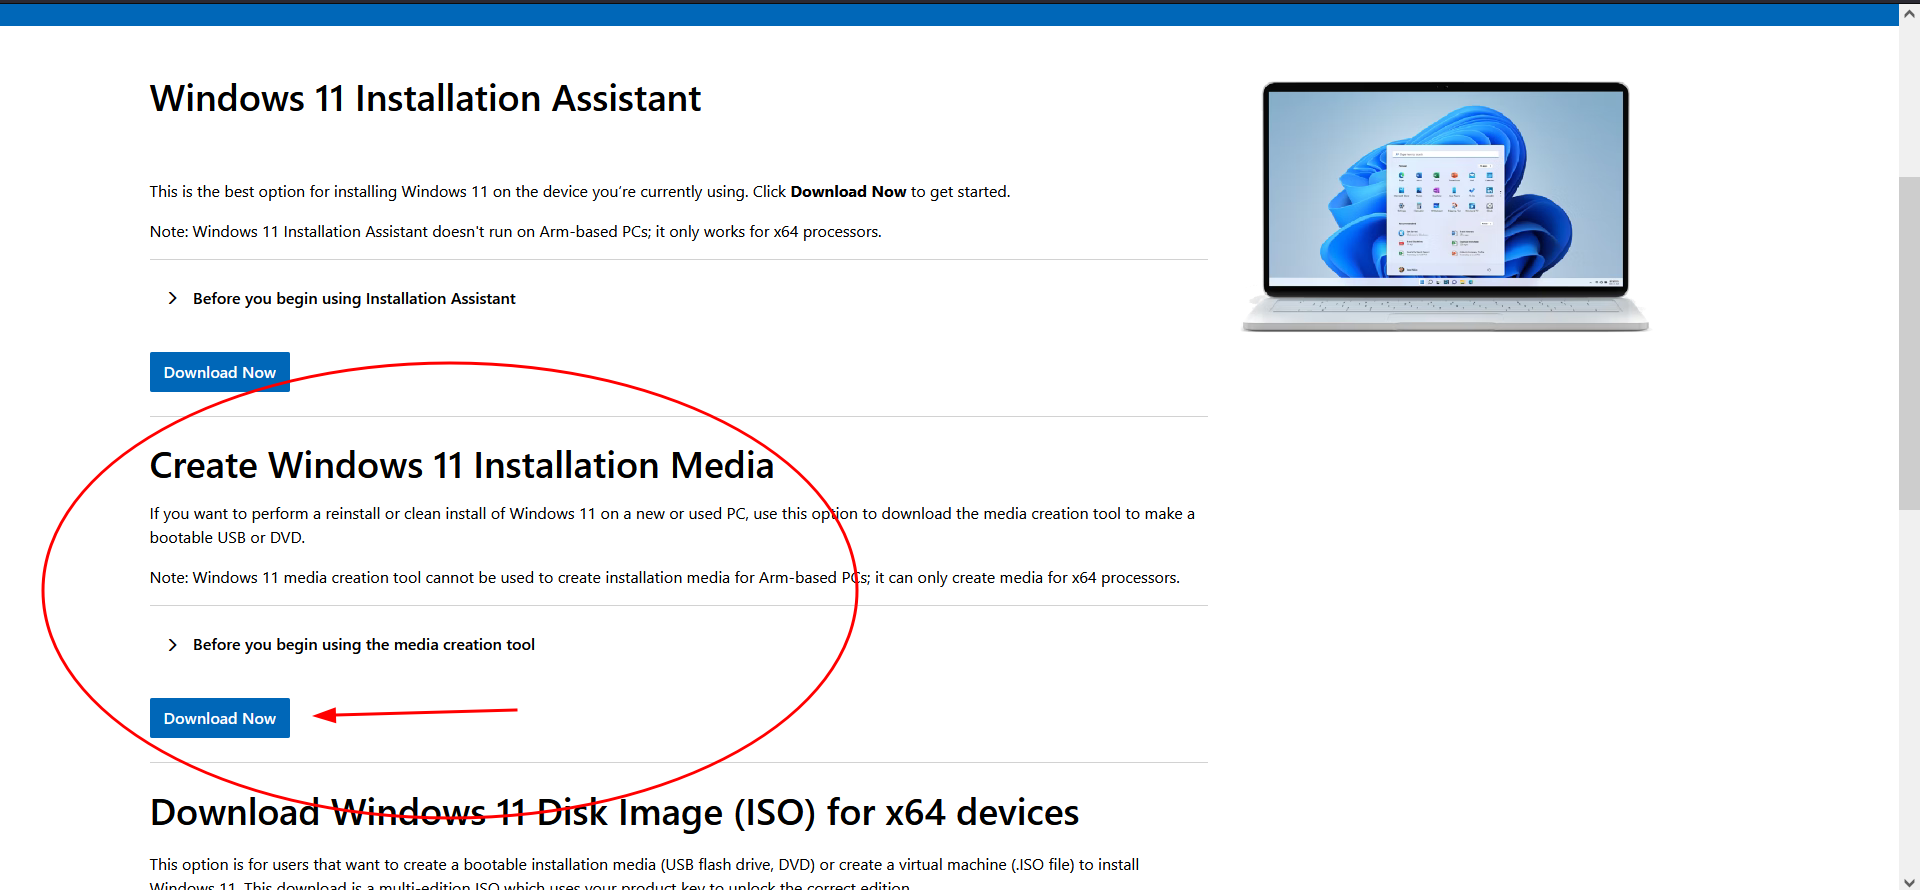 Windows 11 Installation Assistant
This is the best option for installing Windows 11 on the device you’re currently using. Click Download Now to get started.
Note: Windows 11 Installation Assistant doesn't run on Arm-based PCs; it only works for x64 processors.
Before you begin using Installation Assistant
Download Now
Create Windows 11 Installation Media
If you want to perform a reinstall or clean install of Windows 11 on a new or used PC, use this option to download the media creation tool to make a
bootable USB or DVD.
Note: Windows 11 media creation tool cannot be used to create installation media for Arm-based PCs; it can only create media for x64 processors.
Before you begin using the media creation tool
Download Now
Download Windows 11 Disk Image (ISO) for x64 devices
This option is for users that want to create a bootable installation media (USB flash drive, DVD) or create a virtual machine (.ISO file) to install
Windows 11. This download is a multi-edition ISO which uses your product key to unlock the correct edition.